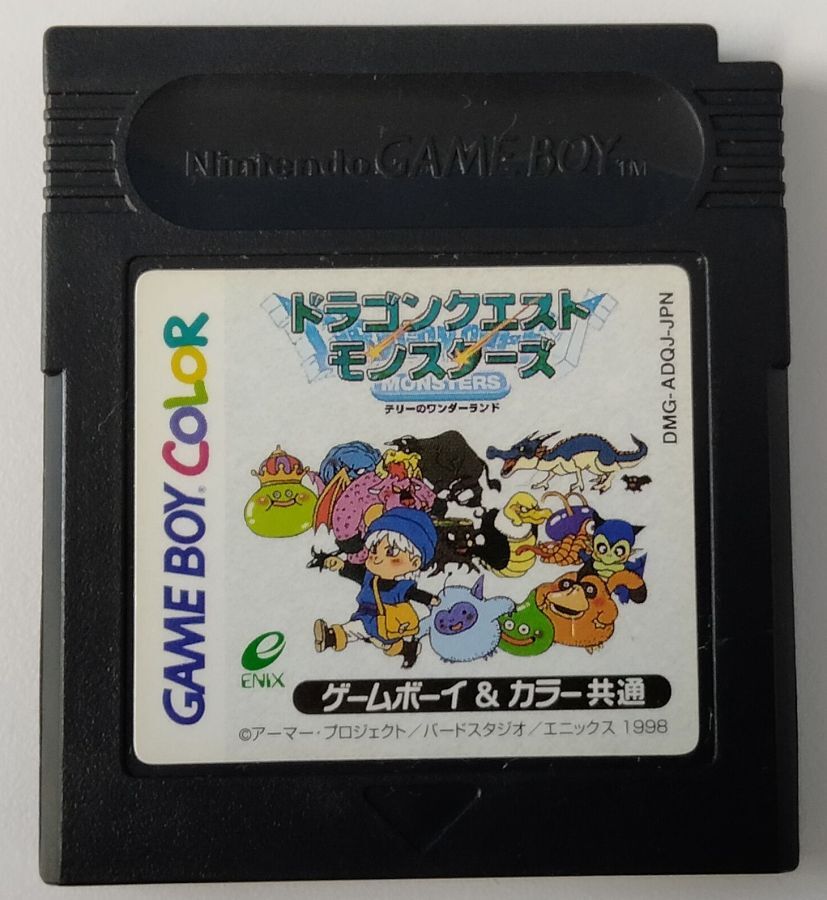 Nintendo GAME BOY TM
GAME BOY COLOR
ドラゴンクエスト
モンスターズ
MONSTERS
テリーのワンダーランド
DMG-ADQJ-JPN
ENIX
ゲームボーイ & カラー共通
©アーマー・プロジェクト/バードスタジオ/エニックス 1998